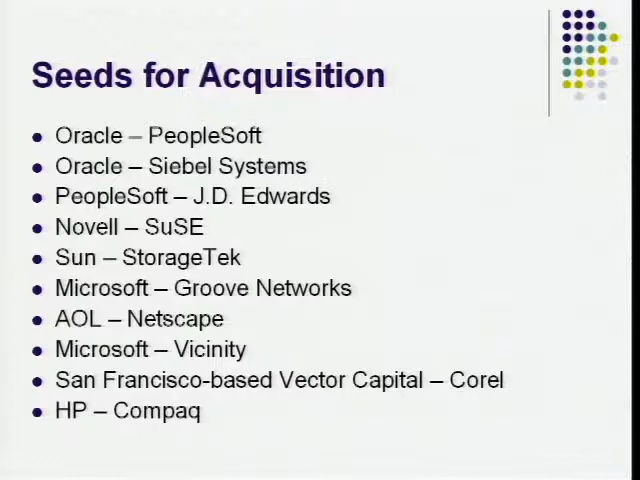 Seeds for Acquisition
Oracle – PeopleSoft
Oracle – Siebel Systems
PeopleSoft – J.D. Edwards
Novell – SuSE
Sun – StorageTek
Microsoft – Groove Networks
AOL – Netscape
Microsoft – Vicinity
San Francisco-based Vector Capital – Corel
HP – Compaq